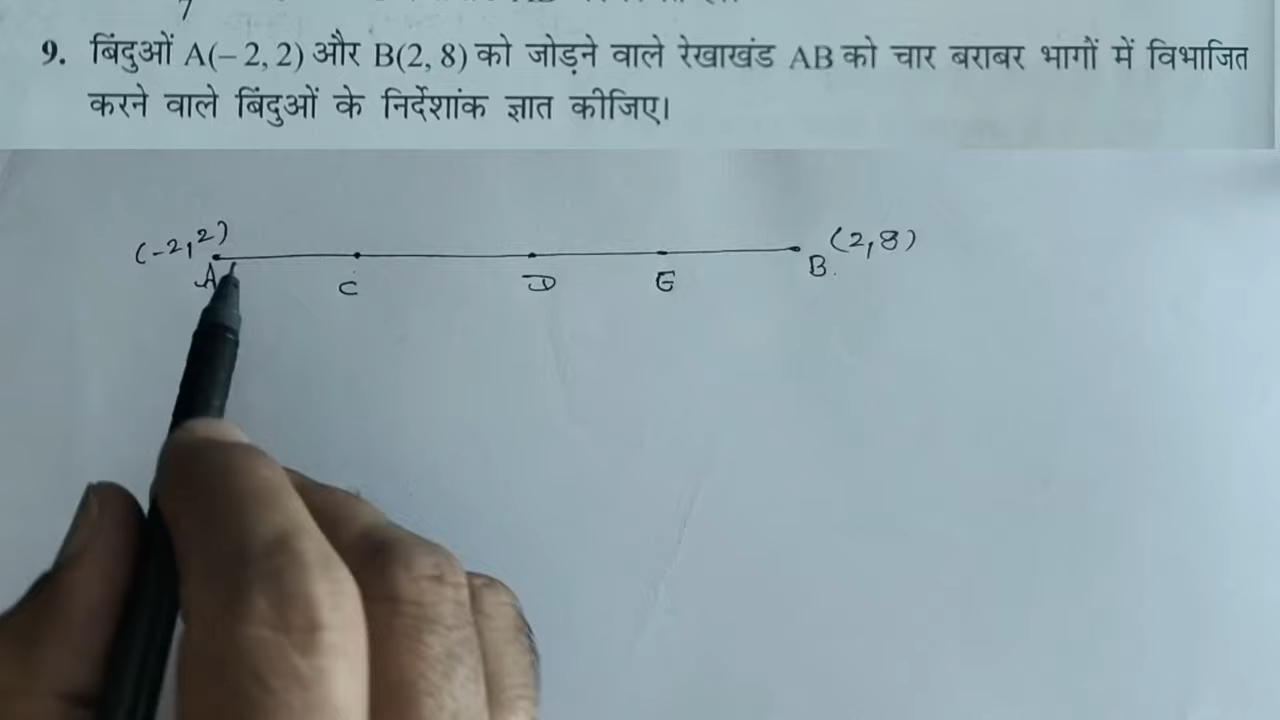 9. बिंदुओं A(– 2, 2) और B(2, 8) को जोड़ने वाले रेखाखंड AB को चार बराबर भागों में विभाजित
करने वाले बिंदुओं के निर्देशांक ज्ञात कीजिए।
(-2,2) (2,8)
A C D E B.